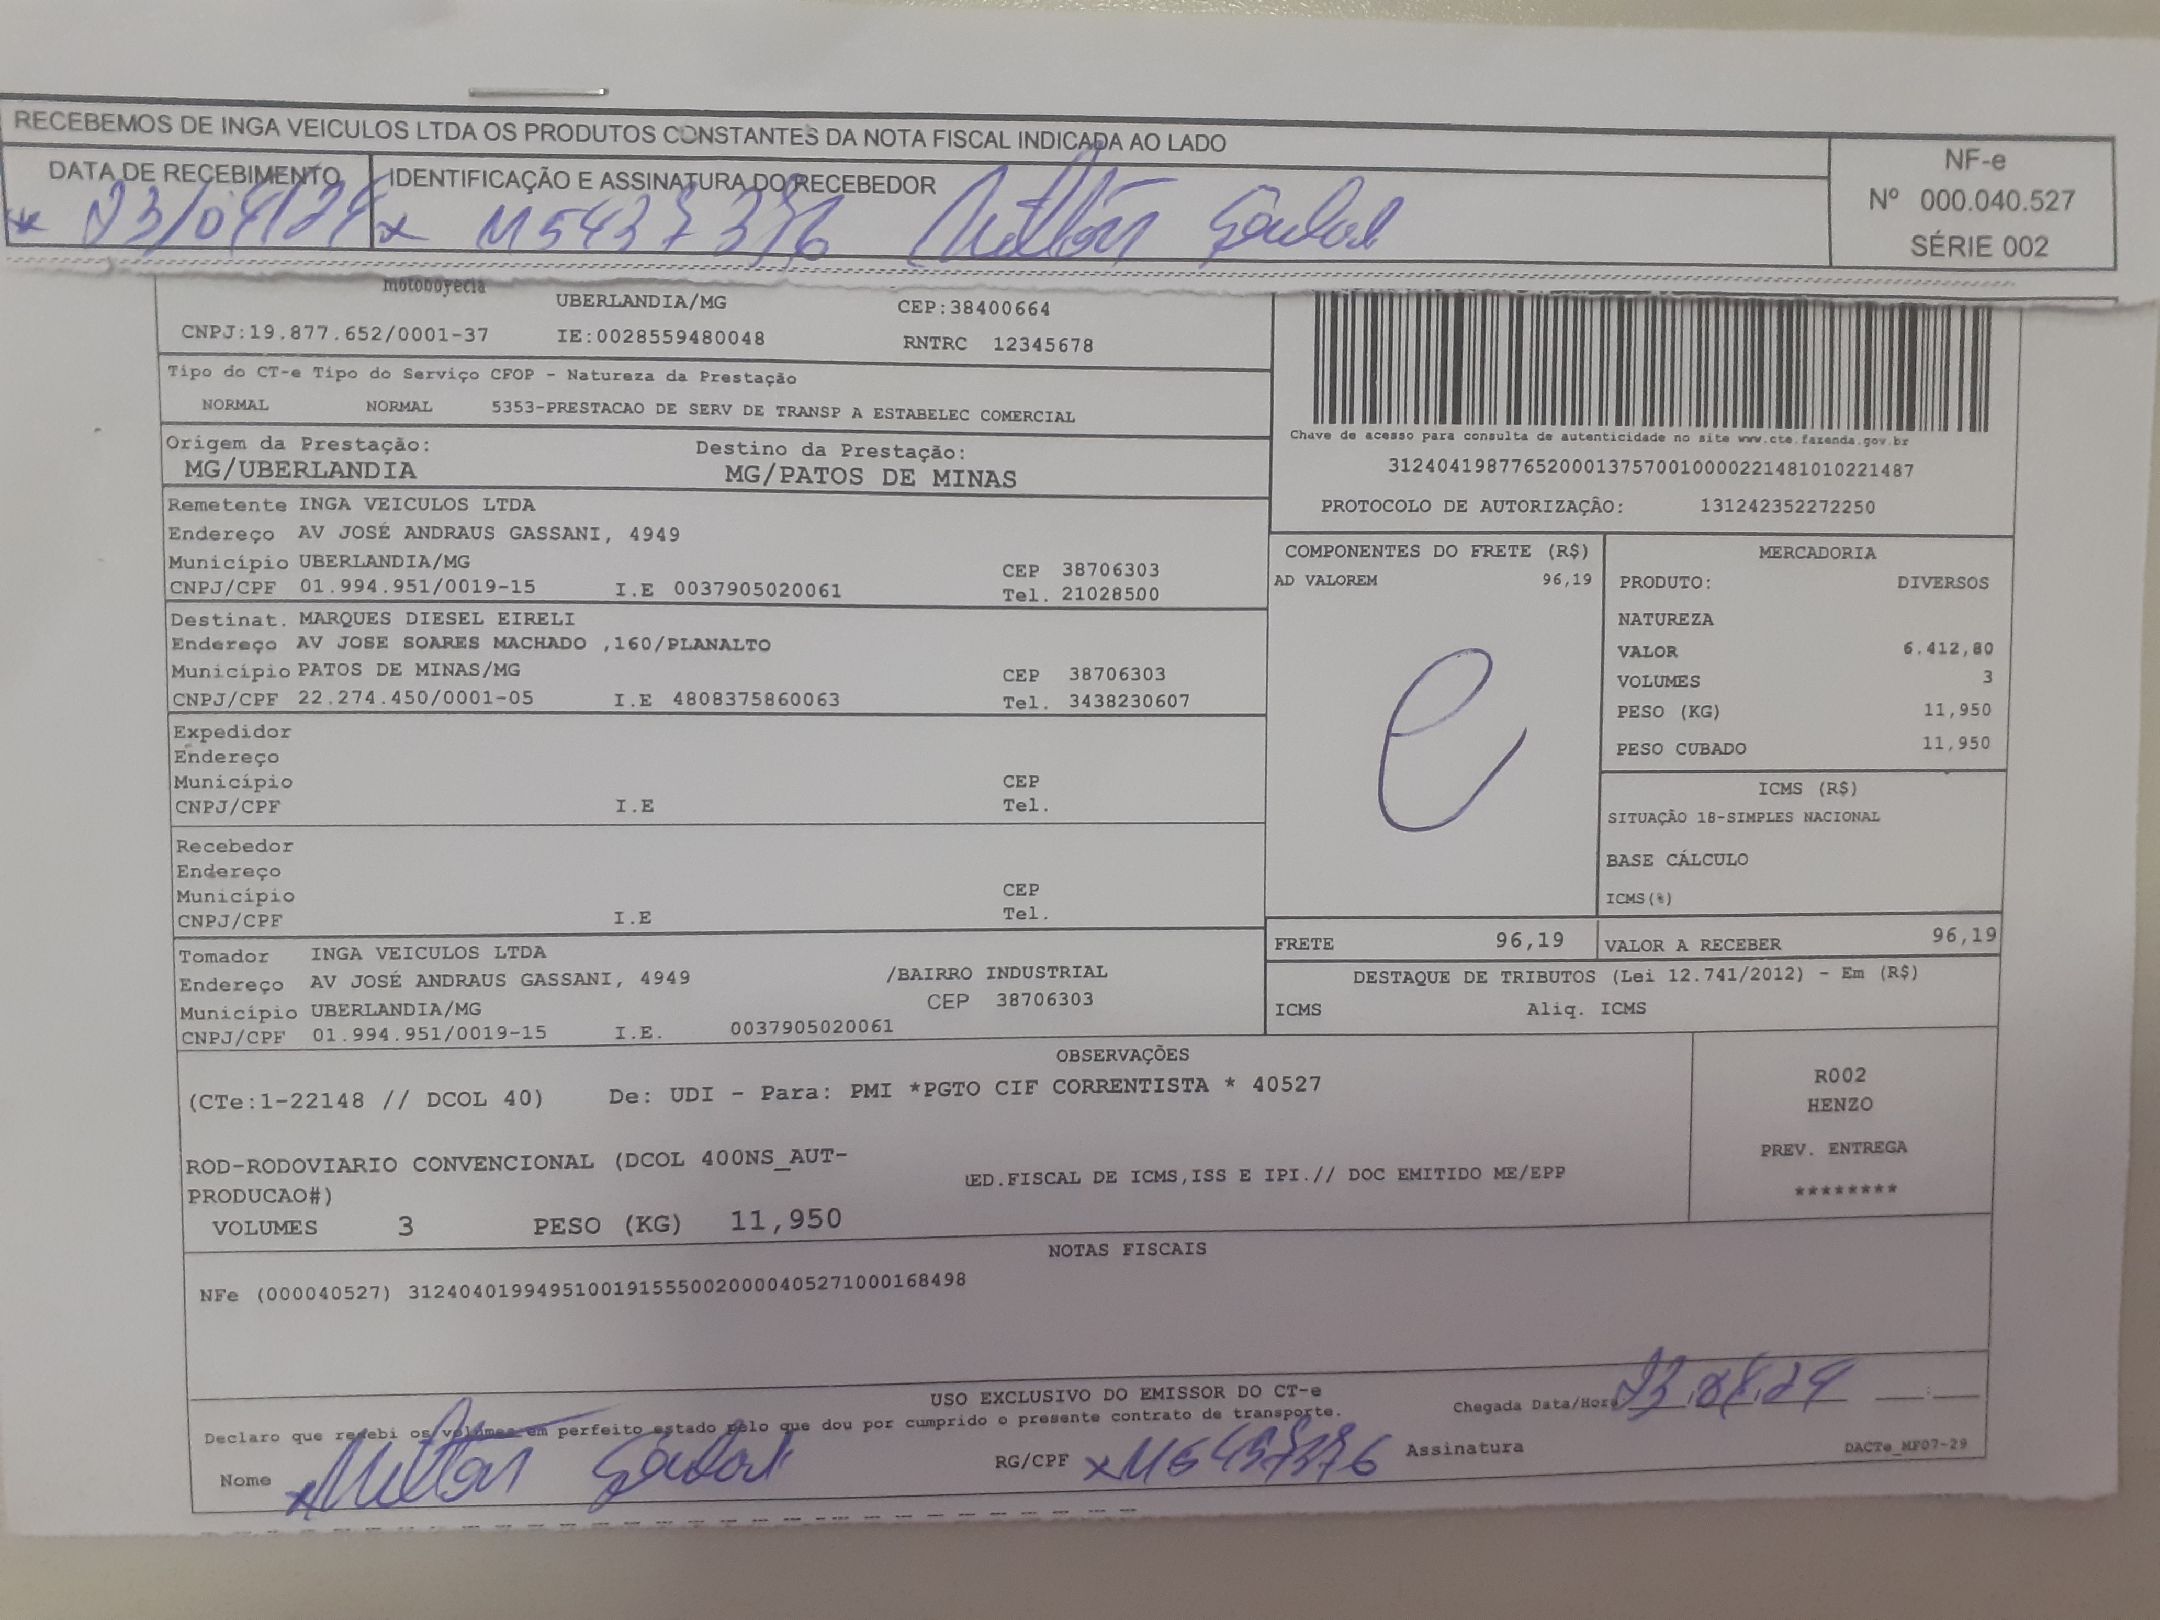 RECEBEMOS DE INGA VEICULOS LTDA OS PRODUTOS CONSTANTES DA NOTA FISCAL INDICADA AO LADO
NF-e
Nº 000.040.527
SÉRIE 002
DATA DE RECEBIMENTO IDENTIFICAÇÃO E ASSINATURA DO RECEBEDOR
* 23/04/24 x Milton
motoboyecia
UBERLANDIA/MG CEP:38400664
CNPJ:19.877.652/0001-37 IE:0028559480048 RNTRC 12345678
Tipo do CT-e Tipo do Serviço CFOP - Natureza da Prestação
NORMAL NORMAL 5353-PRESTACAO DE SERV DE TRANSP A ESTABELEC COMERCIAL
Origem da Prestação: Destino da Prestação:
MG/UBERLANDIA MG/PATOS DE MINAS
Chave de acesso para consulta de autenticidade no site www.cte.fazenda.gov.br
31240419877652000137570010000221481010221487
PROTOCOLO DE AUTORIZAÇÃO: 131242352272250
Remetente INGA VEICULOS LTDA
Endereço AV JOSÉ ANDRAUS GASSANI, 4949
Município UBERLANDIA/MG CEP 38706303
CNPJ/CPF 01.994.951/0019-15 I.E 0037905020061 Tel. 21028500
Destinat. MARQUES DIESEL EIRELI
Endereço AV JOSE SOARES MACHADO ,160/PLANALTO
Município PATOS DE MINAS/MG CEP 38706303
CNPJ/CPF 22.274.450/0001-05 I.E 4808375860063 Tel. 3438230607
Expedidor
Endereço
Município CEP
CNPJ/CPF I.E Tel.
Recebedor
Endereço
Município CEP
CNPJ/CPF I.E Tel.
Tomador INGA VEICULOS LTDA
Endereço AV JOSÉ ANDRAUS GASSANI, 4949 /BAIRRO INDUSTRIAL
Município UBERLANDIA/MG CEP 38706303
CNPJ/CPF 01.994.951/0019-15 I.E. 0037905020061
COMPONENTES DO FRETE (R$)
AD VALOREM 96,19
MERCADORIA
PRODUTO: DIVERSOS
NATUREZA
VALOR 6.412,80
VOLUMES 3
PESO (KG) 11,950
PESO CUBADO 11,950
ICMS (R$)
SITUAÇÃO 18-SIMPLES NACIONAL
BASE CÁLCULO
ICMS(%)
FRETE 96,19 VALOR A RECEBER 96,19
DESTAQUE DE TRIBUTOS (Lei 12.741/2012) - Em (R$)
ICMS Aliq. ICMS
OBSERVAÇÕES
(CTe:1-22148 // DCOL 40) De: UDI - Para: PMI *PGTO CIF CORRENTISTA * 40527
ROD-RODOVIARIO CONVENCIONAL (DCOL 400NS_AUT-
PRODUCAO#)
ED.FISCAL DE ICMS,ISS E IPI.// DOC EMITIDO ME/EPP
VOLUMES 3 PESO (KG) 11,950
R002
HENZO
PREV. ENTREGA
********
NOTAS FISCAIS
NFe (000040527) 31240401994951001915550020000405271000168498
USO EXCLUSIVO DO EMISSOR DO CT-e
Declaro que recebi os volumes em perfeito estado pelo que dou por cumprido o presente contrato de transporte.
Chegada Data/Hora 23.04.24 __:__
Nome x Milton RG/CPF x Assinatura
DACTe_MF07-29